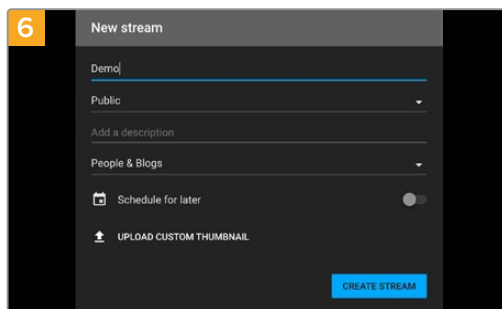 6
New stream
Demo
Public
Add a description
People & Blogs
Schedule for later
UPLOAD CUSTOM THUMBNAIL
CREATE STREAM